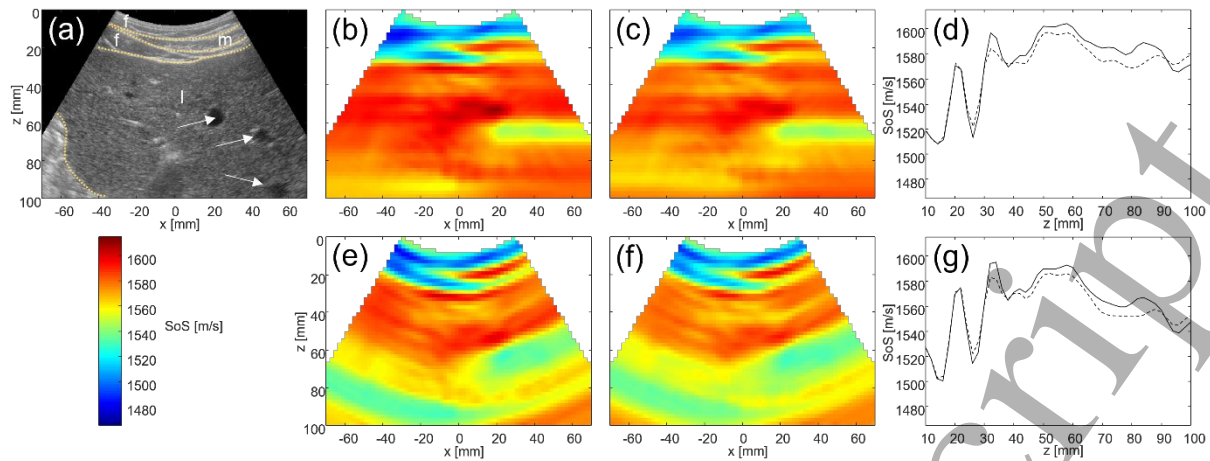 (a)
f
f
m
l
0
20
40
60
80
100
z [mm]
-60 -40 -20 0 20 40 60
x [mm]
(b)
-60 -40 -20 0 20 40 60
x [mm]
(c)
-60 -40 -20 0 20 40 60
x [mm]
(d)
1600
1580
1560
1540
1520
1500
1480
SoS [m/s]
10 20 30 40 50 60 70 80 90 100
z [mm]
1600
1580
1560
1540
1520
1500
1480
SoS [m/s]
(e)
0
20
40
60
80
100
z [mm]
-60 -40 -20 0 20 40 60
x [mm]
(f)
-60 -40 -20 0 20 40 60
x [mm]
(g)
1600
1580
1560
1540
1520
1500
1480
SoS [m/s]
10 20 30 40 50 60 70 80 90 100
z [mm]
cript